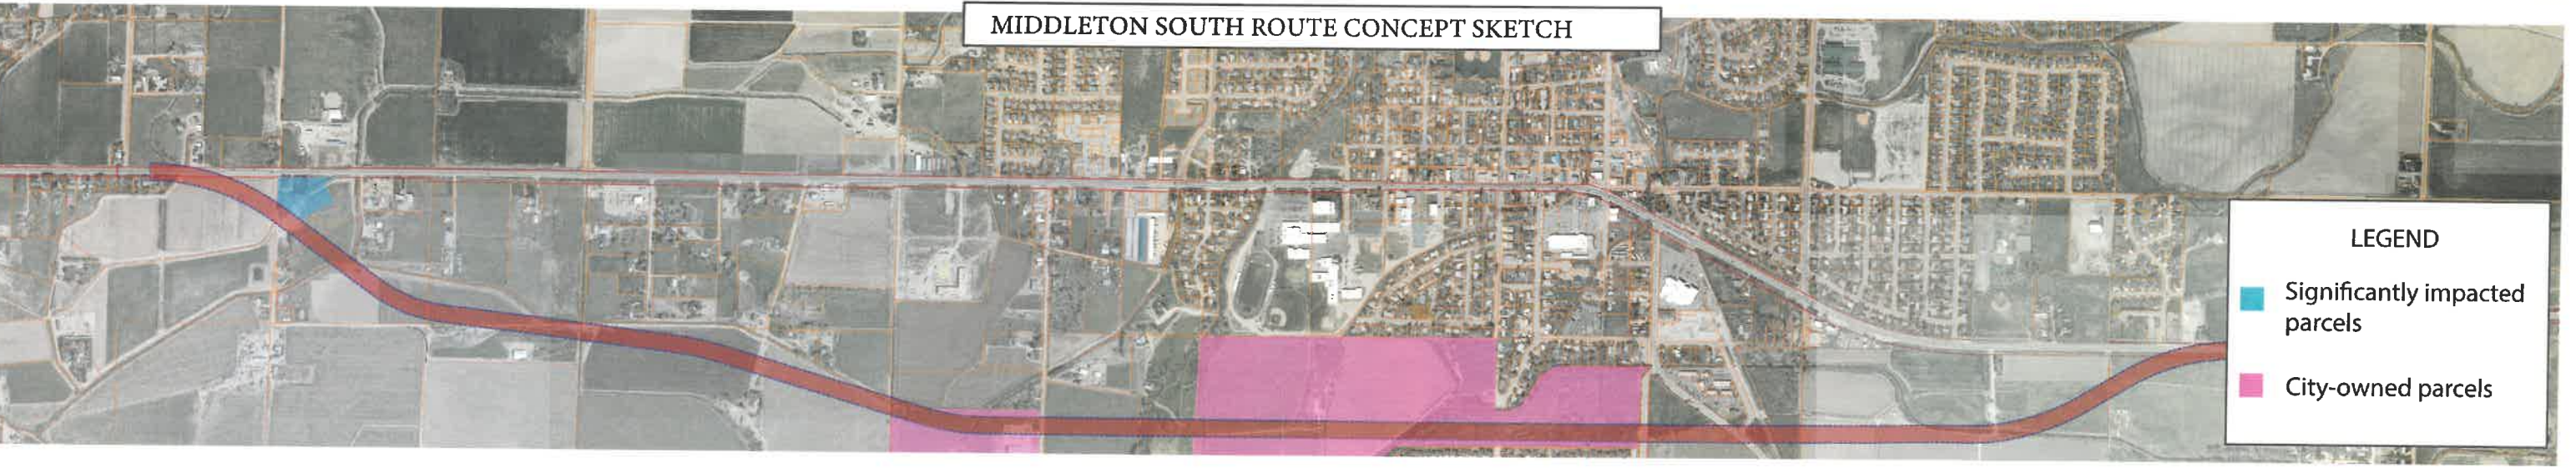 MIDDLETON SOUTH ROUTE CONCEPT SKETCH
LEGEND
Significantly impacted
parcels
City-owned parcels